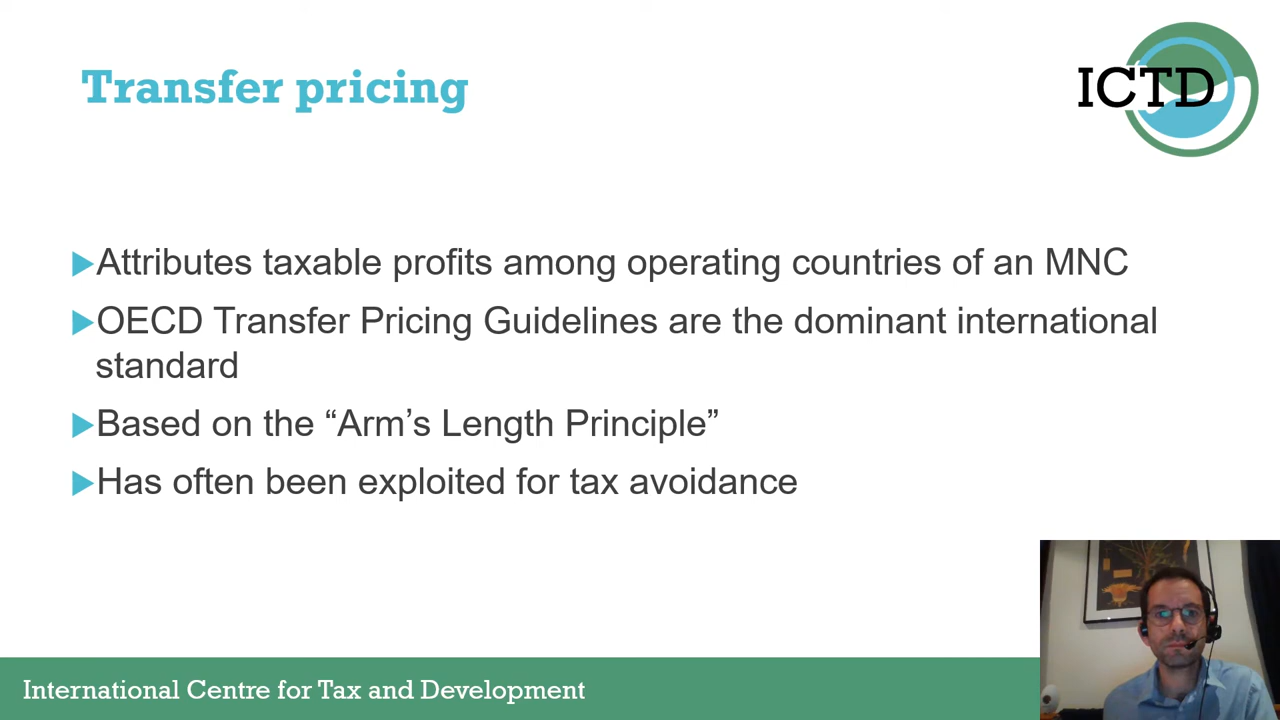 Transfer pricing
ICTD
Attributes taxable profits among operating countries of an MNC
OECD Transfer Pricing Guidelines are the dominant international
standard
Based on the “Arm’s Length Principle”
Has often been exploited for tax avoidance
International Centre for Tax and Development